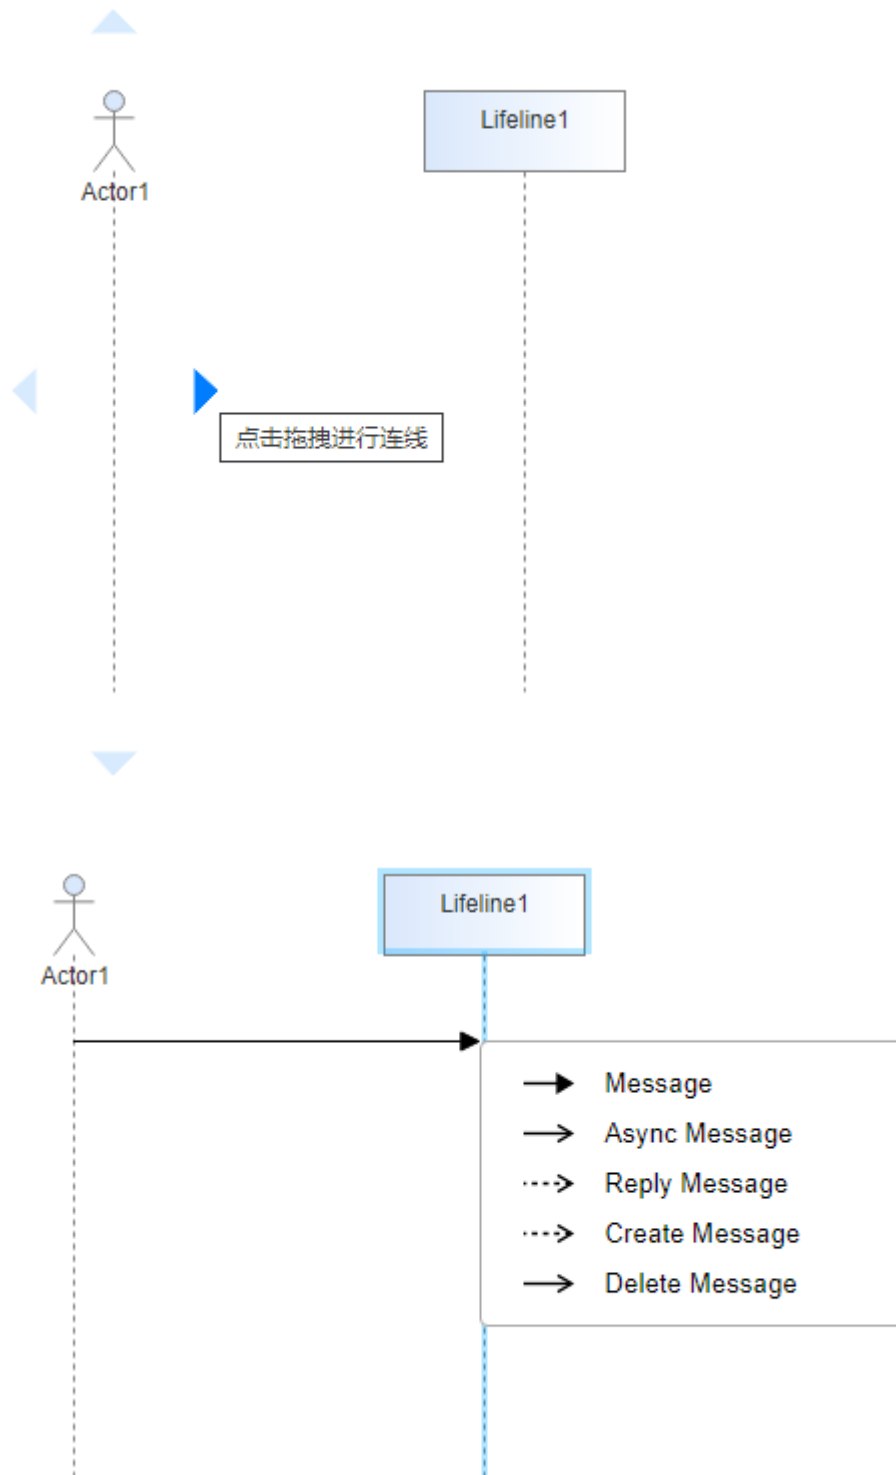 Lifeline1
Actor1
点击拖拽进行连线
Lifeline1
Actor1
Message
Async Message
Reply Message
Create Message
Delete Message